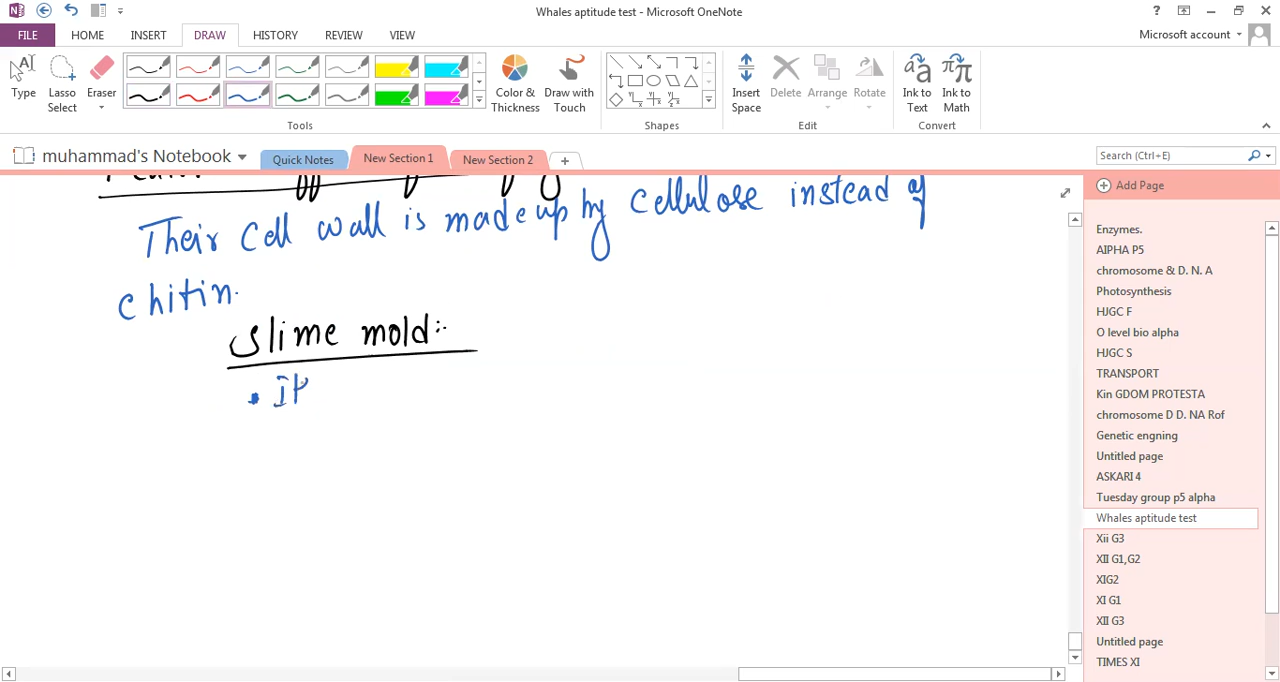 Whales aptitude test - Microsoft OneNote
?
FILE HOME INSERT DRAW HISTORY REVIEW VIEW
Microsoft account
Type
Lasso Select
Eraser
Color & Thickness
Draw with Touch
Insert Space
Delete
Arrange
Rotate
Ink to Text
Ink to Math
Tools
Shapes
Edit
Convert
muhammad's Notebook
Quick Notes
New Section 1
New Section 2
Search (Ctrl+E)
Their cell wall is made up by cellulose instead of
chitin.
Slime mold:-
• It
Add Page
Enzymes.
AIPHA P5
chromosome & D. N. A
Photosynthesis
HJGC F
O level bio alpha
HJGC S
TRANSPORT
Kin GDOM PROTESTA
chromosome D D. NA Rof
Genetic engning
Untitled page
ASKARI 4
Tuesday group p5 alpha
Whales aptitude test
Xii G3
XII G1,G2
XIG2
XI G1
XII G3
Untitled page
TIMES XI